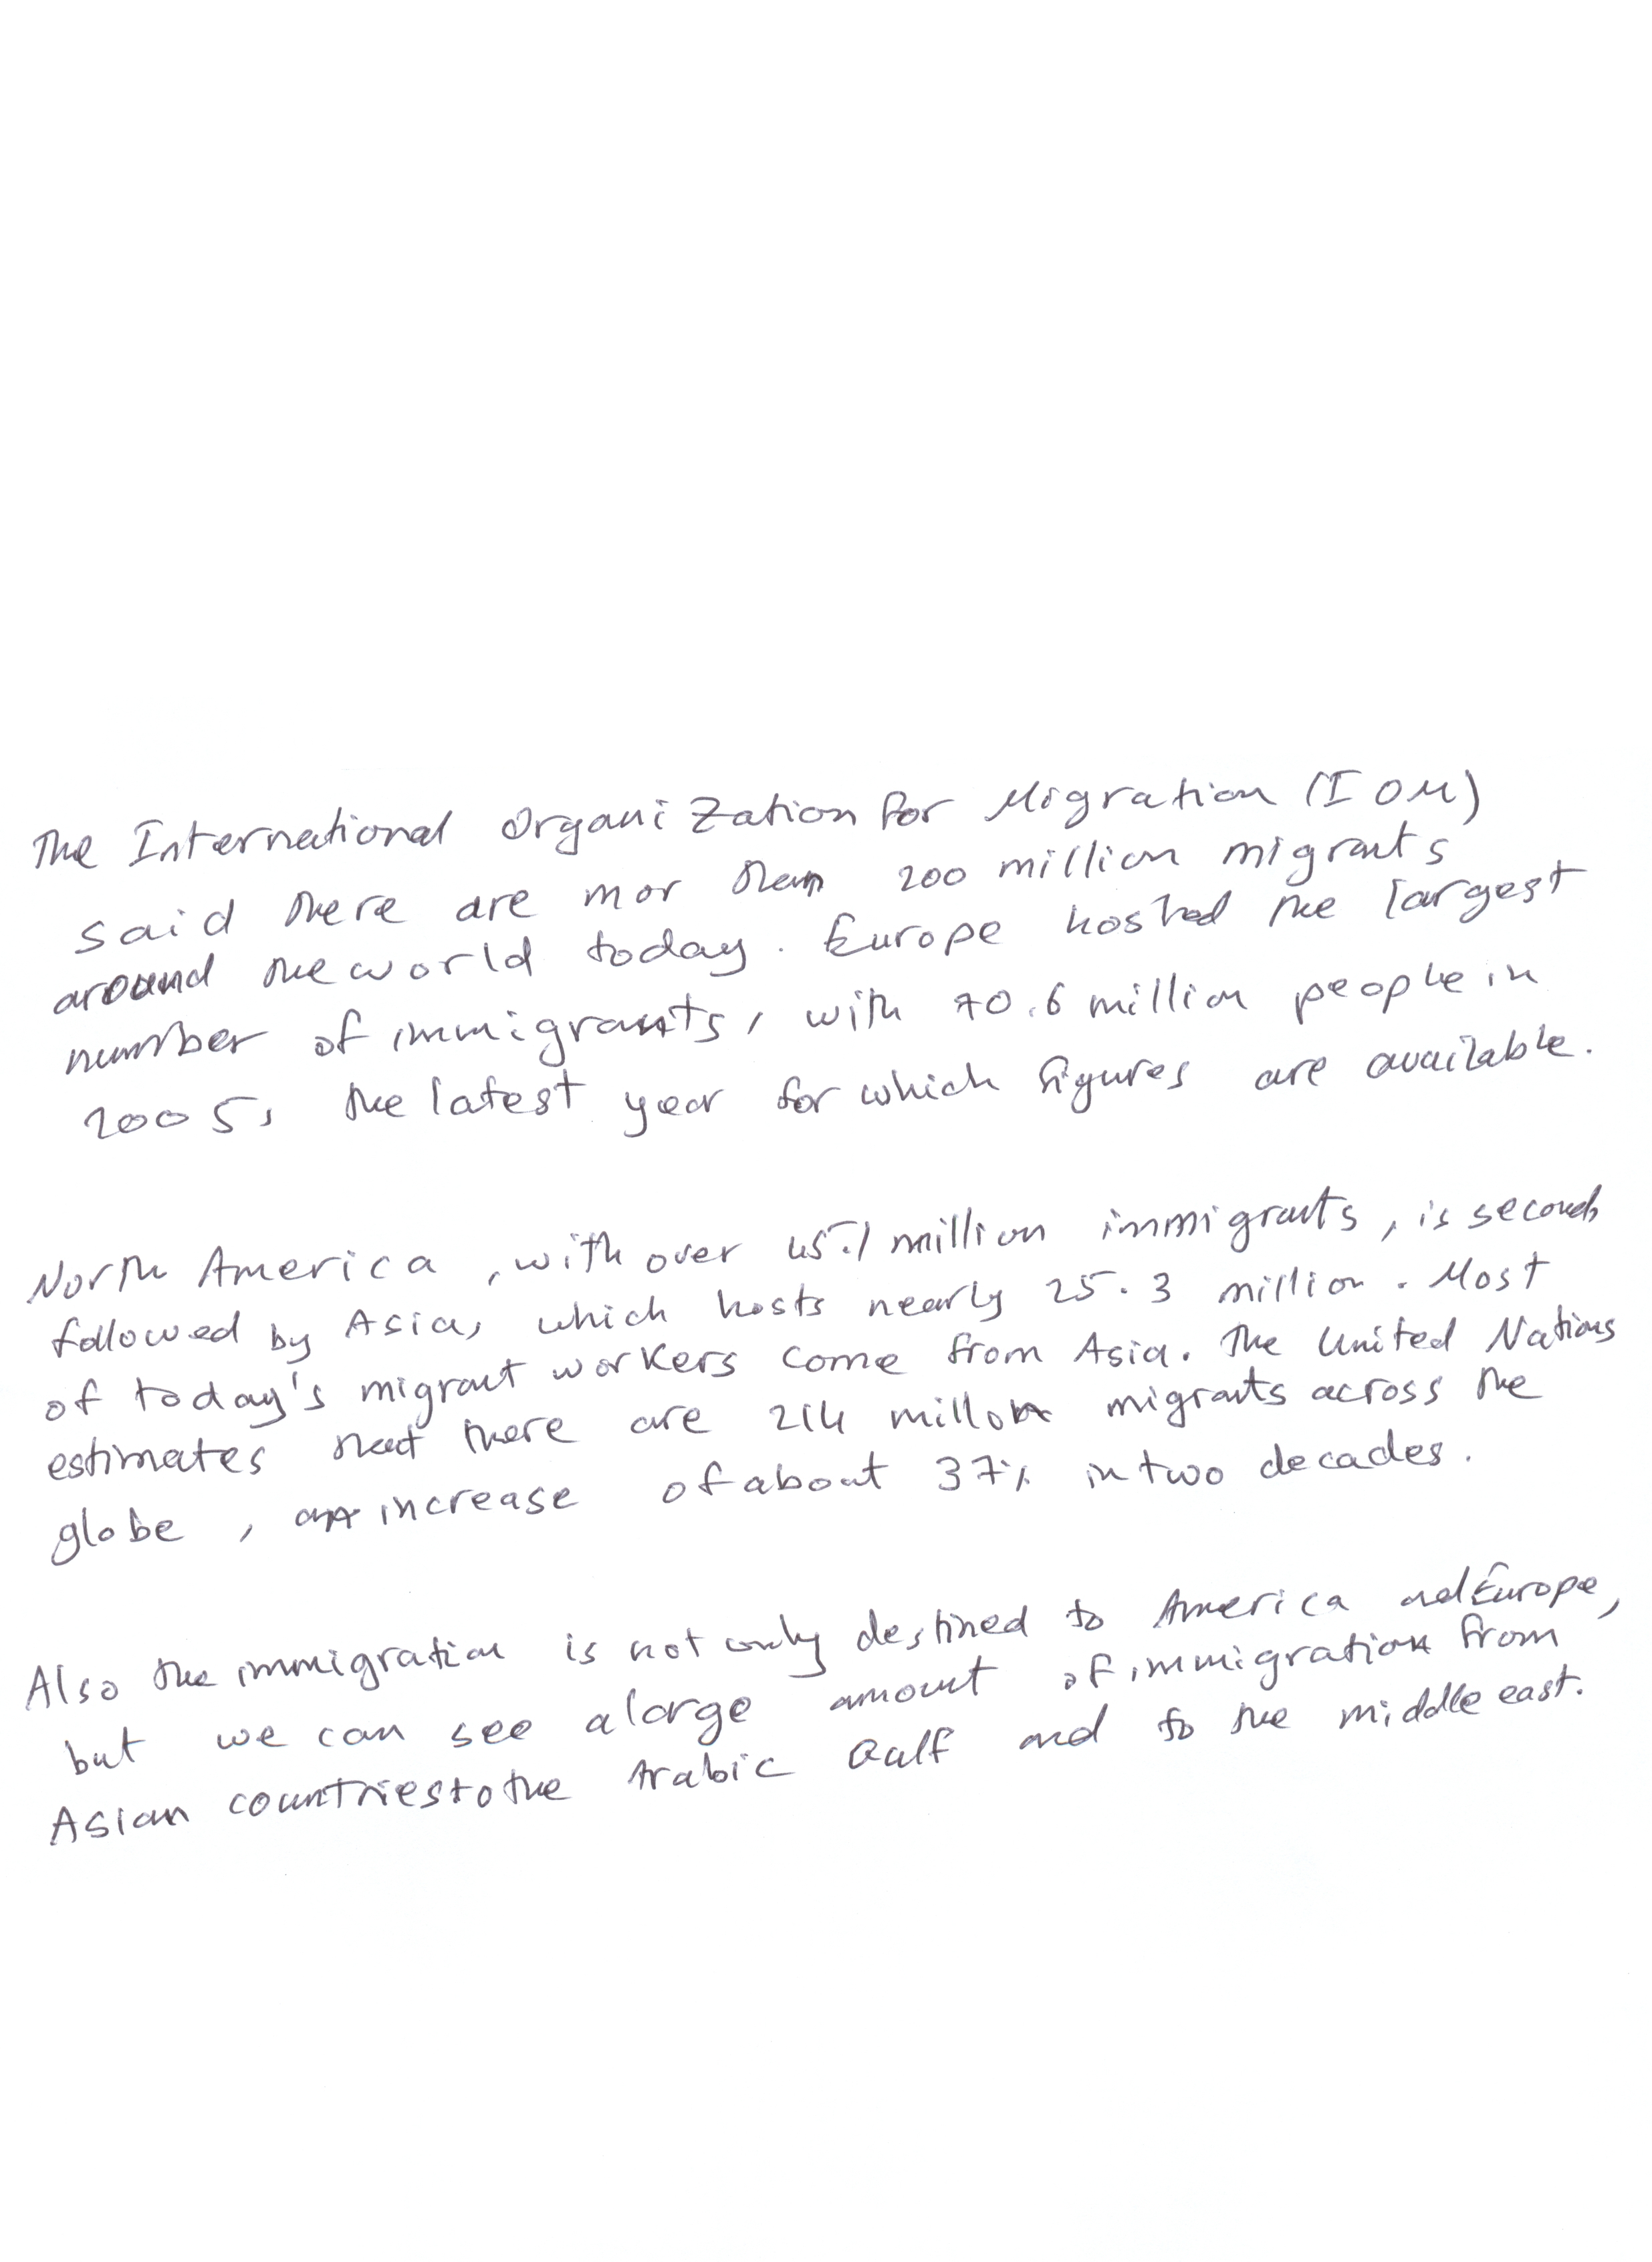 The International Organization for Migration (IOM)
said there are mor than 200 million migrants
around the world today. Europe hosted the largest
number of immigrants, with 70.6 million people in
2005, the latest year for which figures are available.
North America, with over 45.1 million immigrants, is second
followed by Asia, which hosts nearly 25.3 million. Most
of today's migrant workers come from Asia. The United Nations
estimates that there are 214 millon migrants across the
globe, an increase of about 37% in two decades.
Also the immigration is not only destined to America and Europe,
but we can see a large amount of immigration from
Asian countries to the Arabic Gulf and to the middle east.